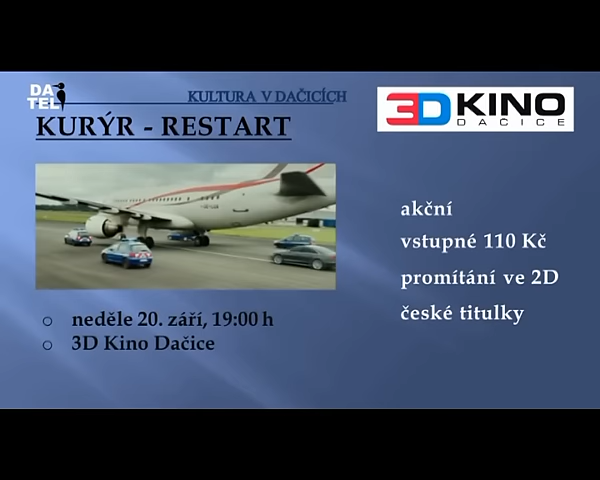 DA
TEL
KULTURA V DAČICÍCH
3D KINO
DAČICE
KURÝR - RESTART
akční
vstupné 110 Kč
promítání ve 2D
české titulky
o neděle 20. září, 19:00 h
o 3D Kino Dačice